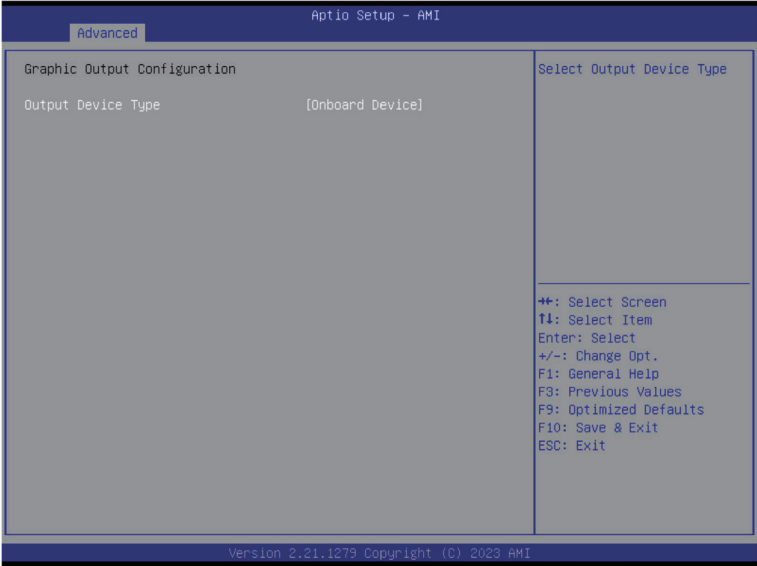 Aptio Setup – AMI
Advanced
Graphic Output Configuration
Output Device Type [Onboard Device]
Select Output Device Type
→←: Select Screen
↑↓: Select Item
Enter: Select
+/-: Change Opt.
F1: General Help
F3: Previous Values
F9: Optimized Defaults
F10: Save & Exit
ESC: Exit
Version 2.21.1279 Copyright (C) 2023 AMI